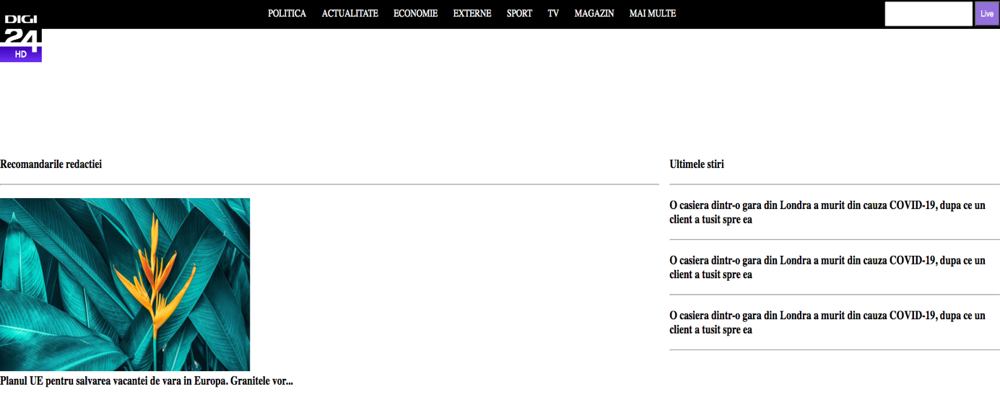 DIGI
24
HD
POLITICA ACTUALITATE ECONOMIE EXTERNE SPORT TV MAGAZIN MAI MULTE
Live
Recomandarile redactiei
Planul UE pentru salvarea vacantei de vara in Europa. Granitele vor...
Ultimele stiri
O casiera dintr-o gara din Londra a murit din cauza COVID-19, dupa ce un
client a tusit spre ea
O casiera dintr-o gara din Londra a murit din cauza COVID-19, dupa ce un
client a tusit spre ea
O casiera dintr-o gara din Londra a murit din cauza COVID-19, dupa ce un
client a tusit spre ea